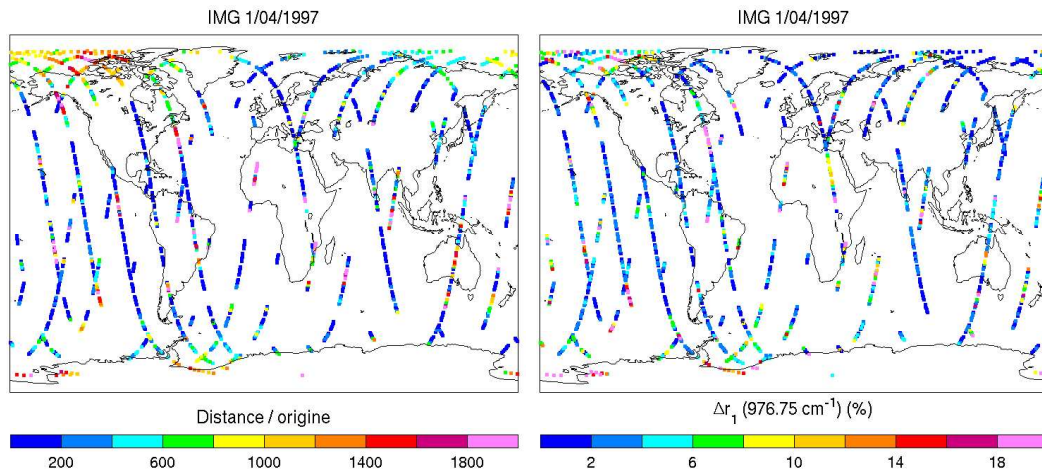 IMG 1/04/1997
IMG 1/04/1997
Distance / origine
200 600 1000 1400 1800
Δr₁ (976.75 cm⁻¹) (%)
2 6 10 14 18